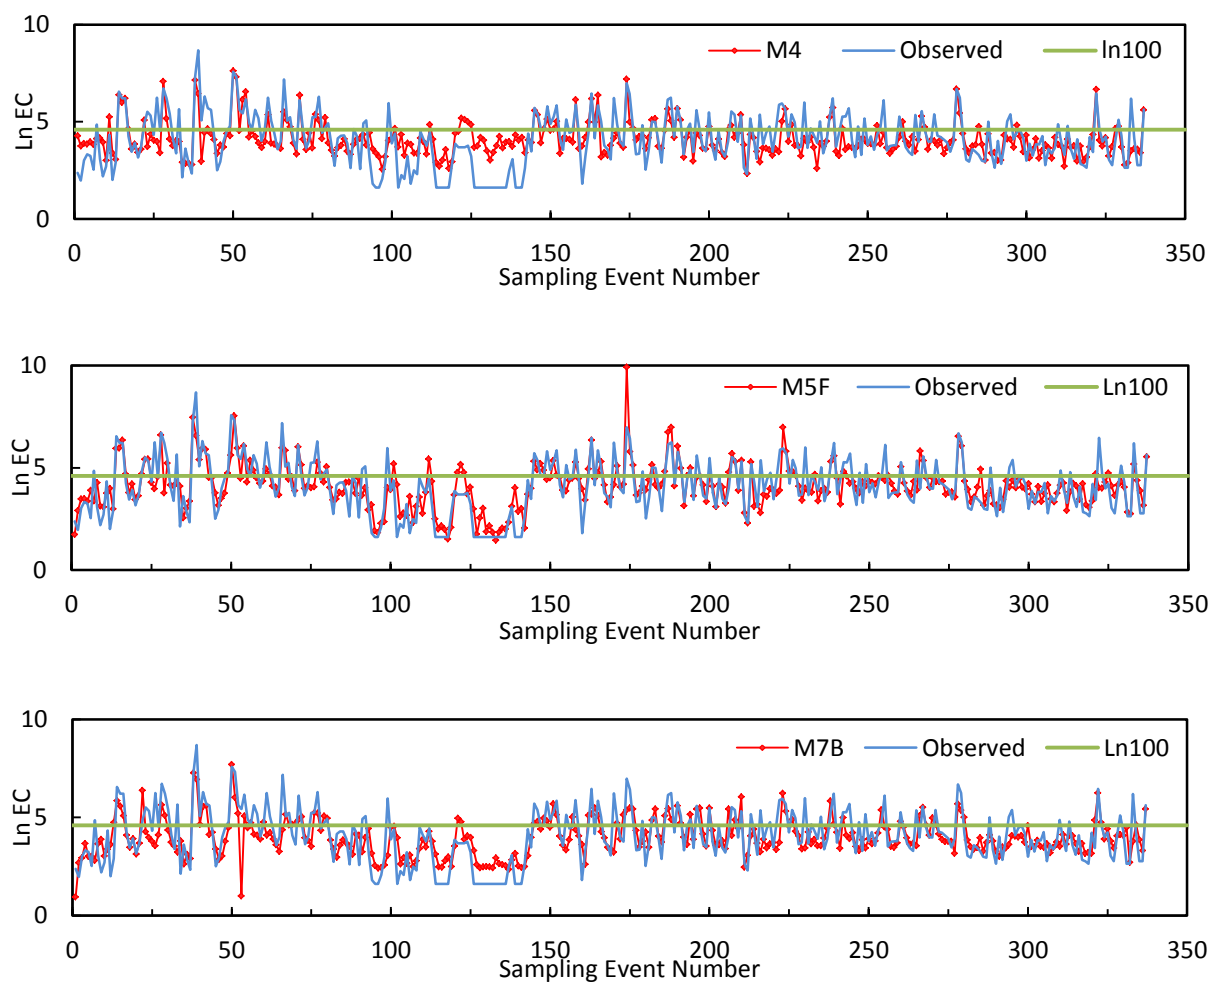 10
M4 Observed ln100
Ln EC
5
0
0 50 100 150 200 250 300 350
Sampling Event Number
10
M5F Observed Ln100
Ln EC
5
0
0 50 100 150 200 250 300 350
Sampling Event Number
10
M7B Observed Ln100
Ln EC
5
0
0 50 100 150 200 250 300 350
Sampling Event Number